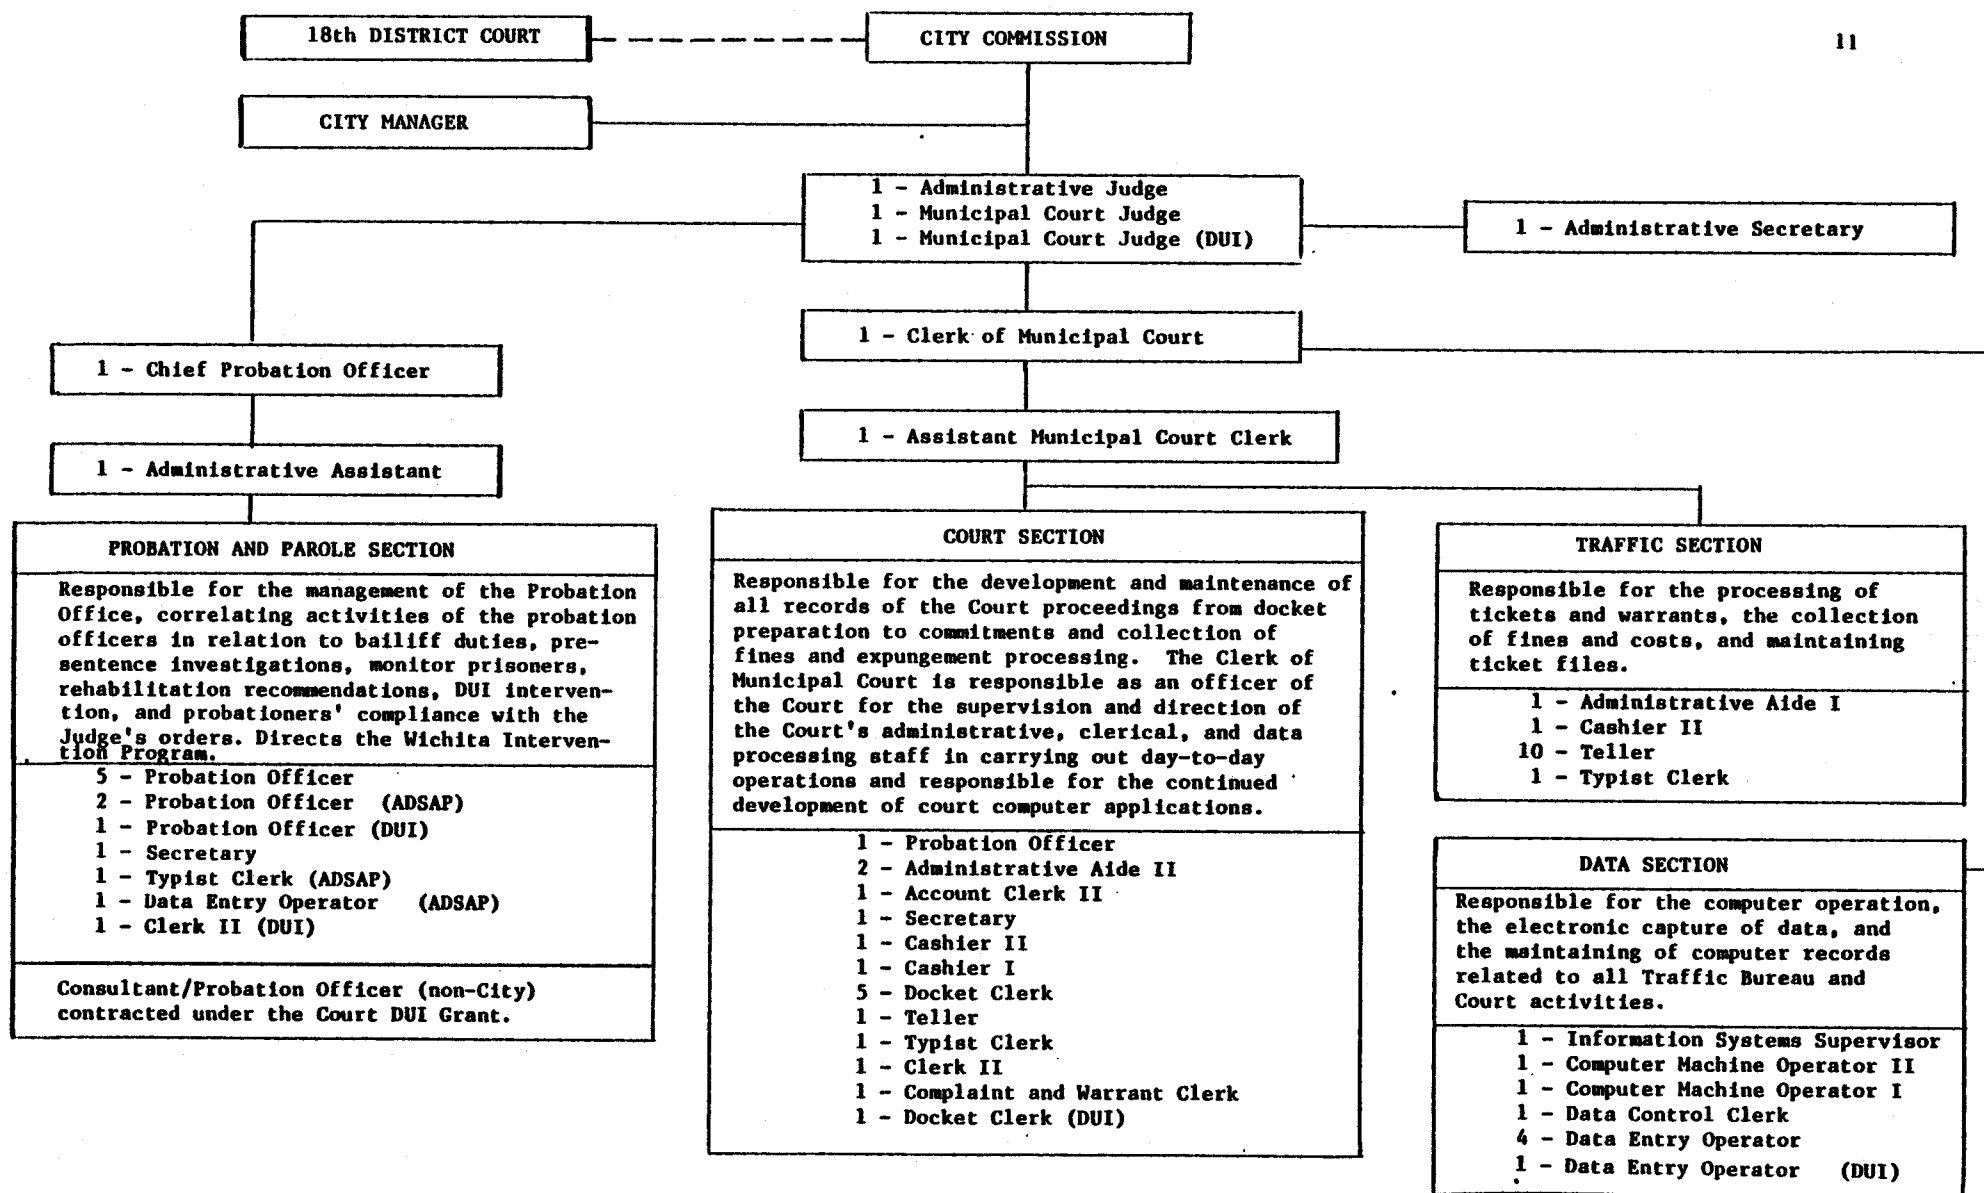 18th DISTRICT COURT
CITY COMMISSION
11
CITY MANAGER
1 - Administrative Judge
1 - Municipal Court Judge
1 - Municipal Court Judge (DUI)
1 - Administrative Secretary
1 - Clerk of Municipal Court
1 - Chief Probation Officer
1 - Assistant Municipal Court Clerk
1 - Administrative Assistant
PROBATION AND PAROLE SECTION
Responsible for the management of the Probation
Office, correlating activities of the probation
officers in relation to bailiff duties, pre-
sentence investigations, monitor prisoners,
rehabilitation recommendations, DUI interven-
tion, and probationers' compliance with the
Judge's orders. Directs the Wichita Interven-
tion Program.
5 - Probation Officer
2 - Probation Officer (ADSAP)
1 - Probation Officer (DUI)
1 - Secretary
1 - Typist Clerk (ADSAP)
1 - Data Entry Operator (ADSAP)
1 - Clerk II (DUI)
Consultant/Probation Officer (non-City)
contracted under the Court DUI Grant.
COURT SECTION
Responsible for the development and maintenance of
all records of the Court proceedings from docket
preparation to commitments and collection of
fines and expungement processing. The Clerk of
Municipal Court is responsible as an officer of
the Court for the supervision and direction of
the Court's administrative, clerical, and data
processing staff in carrying out day-to-day
operations and responsible for the continued
development of court computer applications.
1 - Probation Officer
2 - Administrative Aide II
1 - Account Clerk II
1 - Secretary
1 - Cashier II
1 - Cashier I
5 - Docket Clerk
1 - Teller
1 - Typist Clerk
1 - Clerk II
1 - Complaint and Warrant Clerk
1 - Docket Clerk (DUI)
TRAFFIC SECTION
Responsible for the processing of
tickets and warrants, the collection
of fines and costs, and maintaining
ticket files.
1 - Administrative Aide I
1 - Cashier II
10 - Teller
1 - Typist Clerk
DATA SECTION
Responsible for the computer operation,
the electronic capture of data, and
the maintaining of computer records
related to all Traffic Bureau and
Court activities.
1 - Information Systems Supervisor
1 - Computer Machine Operator II
1 - Computer Machine Operator I
1 - Data Control Clerk
4 - Data Entry Operator
1 - Data Entry Operator (DUI)